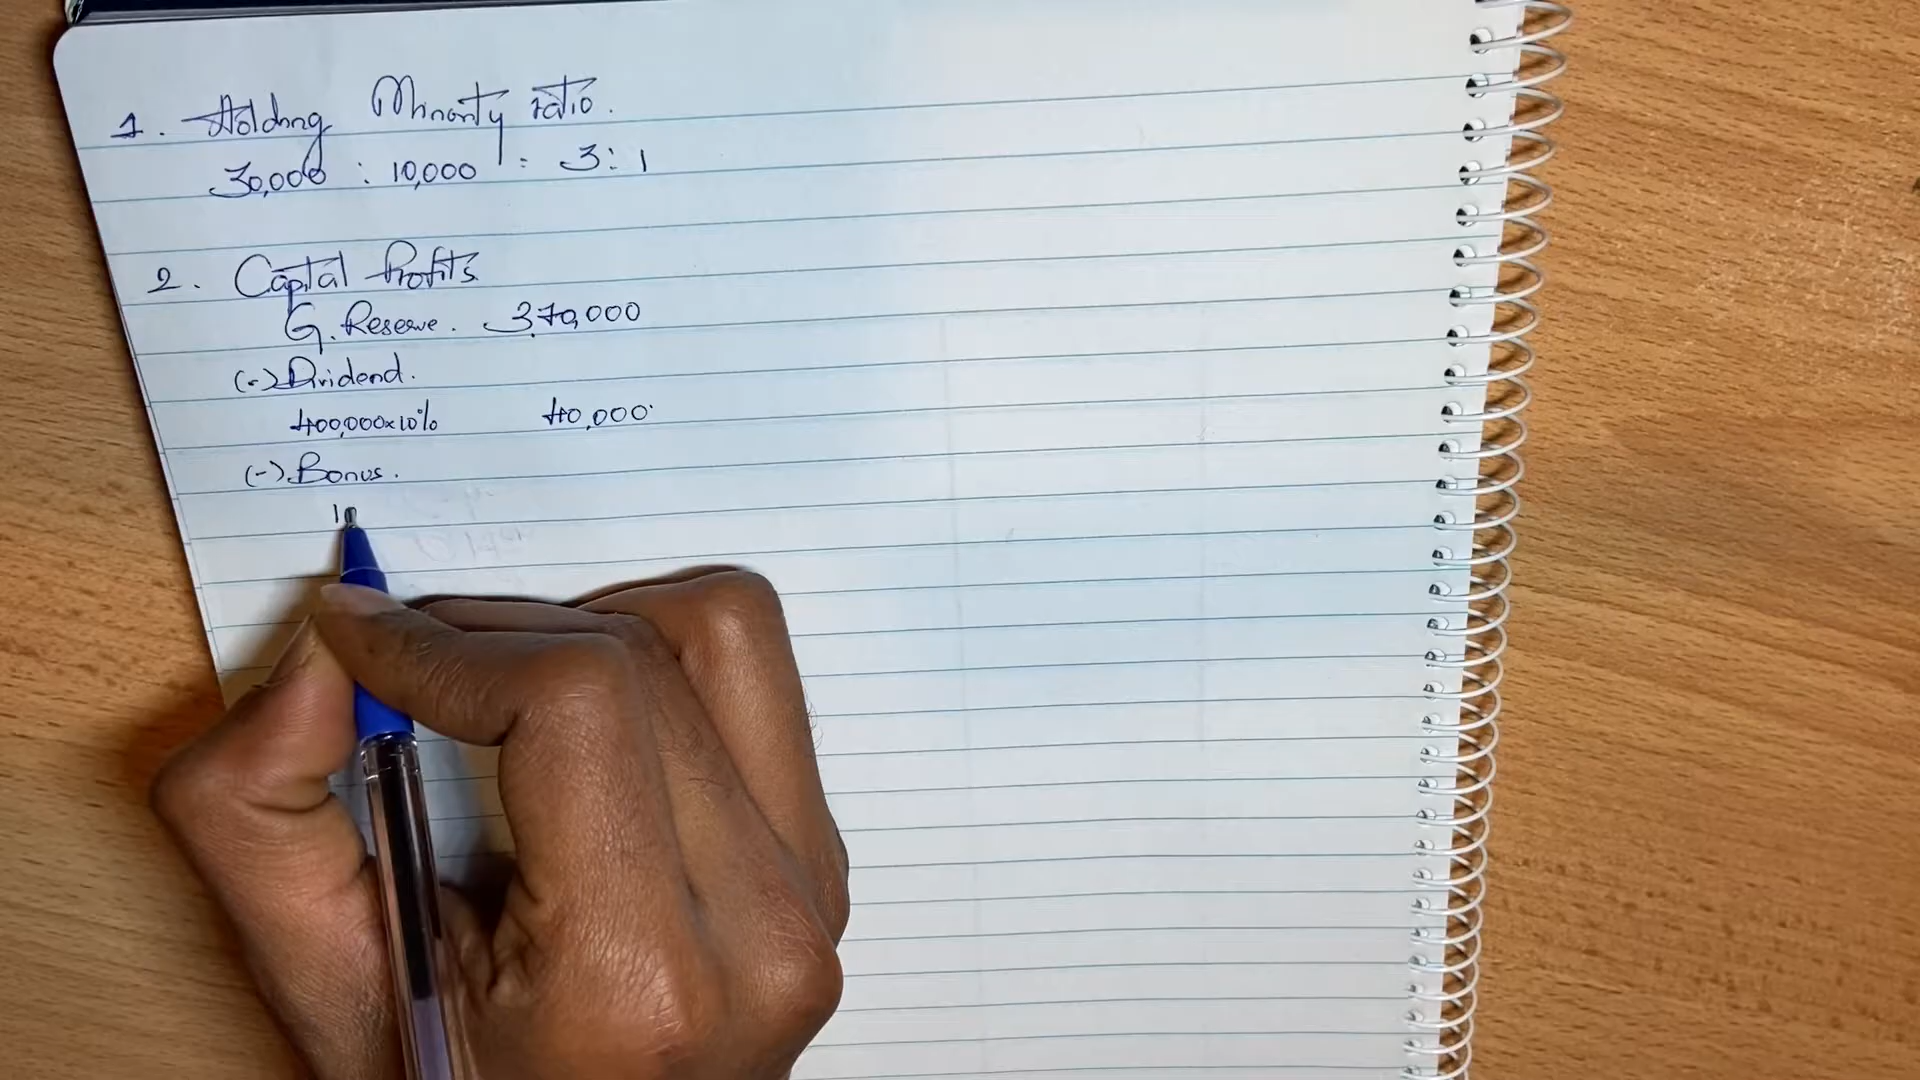 1. Holding Minority ratio.
30,000 : 10,000 = 3:1
2. Capital Profits
G. Reserve. 370,000
(-) Dividend.
400,000x10% 40,000
(-) Bonus.
10